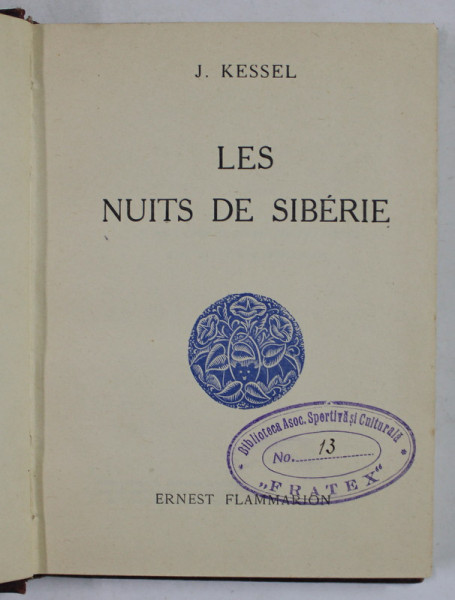 J. KESSEL
LES
NUITS DE SIBÉRIE
Biblioteca Asoc. Sportivă și Culturală
No. 13
„FRATEX“
ERNEST FLAMMARION